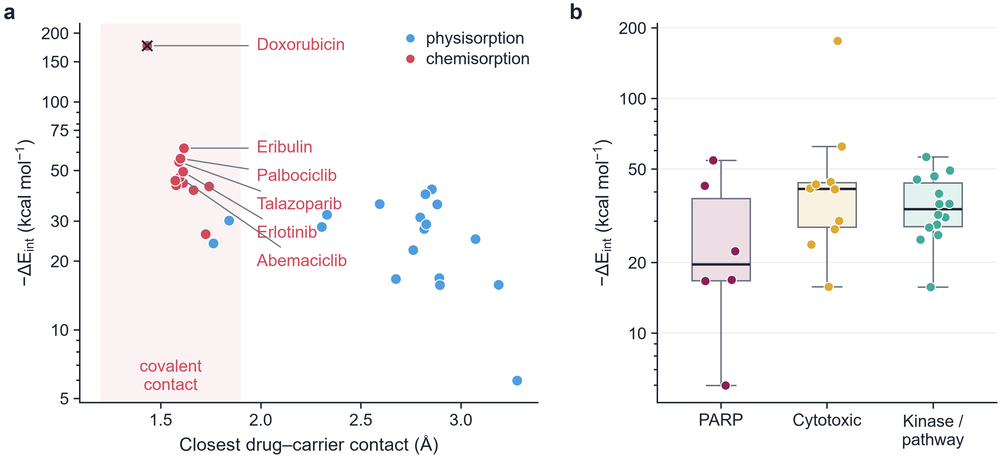 a
200
150
100
75
50
30
20
10
5
−ΔE_int (kcal mol⁻¹)
Doxorubicin
Eribulin
Palbociclib
Talazoparib
Erlotinib
Abemaciclib
physisorption
chemisorption
covalent
contact
1.5 2.0 2.5 3.0
Closest drug–carrier contact (Å)
b
200
100
50
20
10
−ΔE_int (kcal mol⁻¹)
PARP
Cytotoxic
Kinase /
pathway